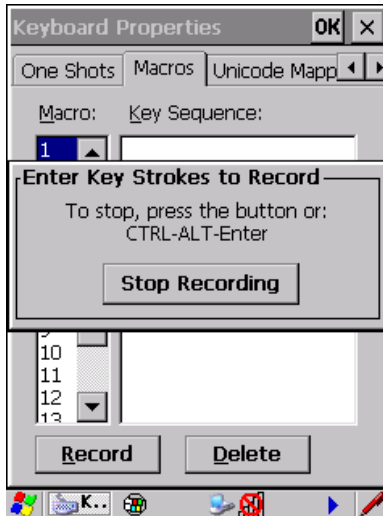 Keyboard Properties OK
One Shots Macros Unicode Mapp
Macro: Key Sequence:
1
Enter Key Strokes to Record
To stop, press the button or:
CTRL-ALT-Enter
Stop Recording
10
11
12
13
Record Delete
K..